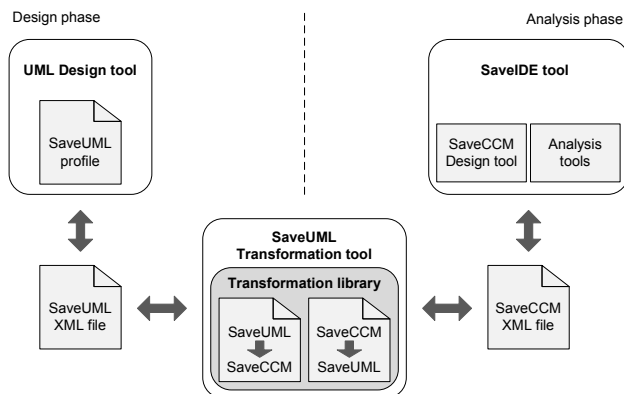 Design phase
Analysis phase
UML Design tool
SaveUML
profile
SaveIDE tool
SaveCCM
Design tool
Analysis
tools
SaveUML
XML file
SaveUML
Transformation tool
Transformation library
SaveUML
SaveCCM
SaveCCM
SaveUML
SaveCCM
XML file